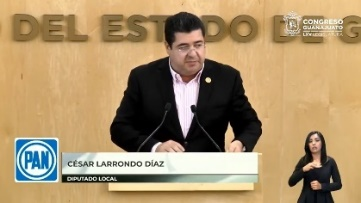 DEL ESTADO DE G
CONGRESO
GUANAJUATO
PAN
CÉSAR LARRONDO DÍAZ
DIPUTADO LOCAL